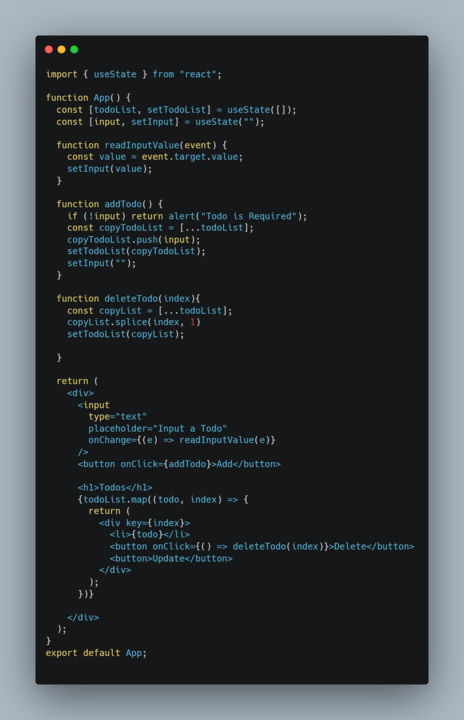 import { useState } from "react";

function App() {
  const [todoList, setTodoList] = useState([]);
  const [input, setInput] = useState("");

  function readInputValue(event) {
    const value = event.target.value;
    setInput(value);
  }

  function addTodo() {
    if (!input) return alert("Todo is Required");
    const copyTodoList = [...todoList];
    copyTodoList.push(input);
    setTodoList(copyTodoList);
    setInput("");
  }

  function deleteTodo(index){
    const copyList = [...todoList];
    copyList.splice(index, 1)
    setTodoList(copyList);

  }

  return (
    <div>
      <input
        type="text"
        placeholder="Input a Todo"
        onChange={(e) => readInputValue(e)}
      />
      <button onClick={addTodo}>Add</button>

      <h1>Todos</h1>
      {todoList.map((todo, index) => {
        return (
          <div key={index}>
            <li>{todo}</li>
            <button onClick={() => deleteTodo(index)}>Delete</button>
            <button>Update</button>
          </div>
        );
      })}

    </div>
  );
}
export default App;